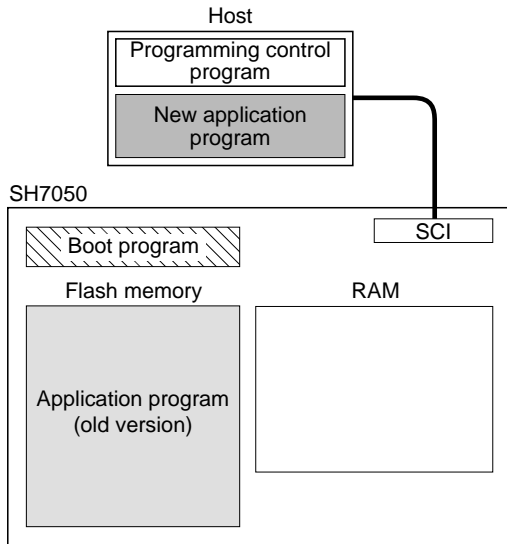 Host
Programming control
program
New application
program
SH7050
SCI
Boot program
Flash memory
RAM
Application program
(old version)